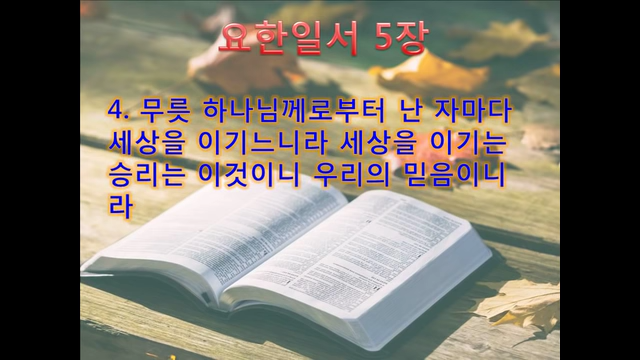 요한일서 5장
4. 무릇 하나님께로부터 난 자마다
세상을 이기느니라 세상을 이기는
승리는 이것이니 우리의 믿음이니
라